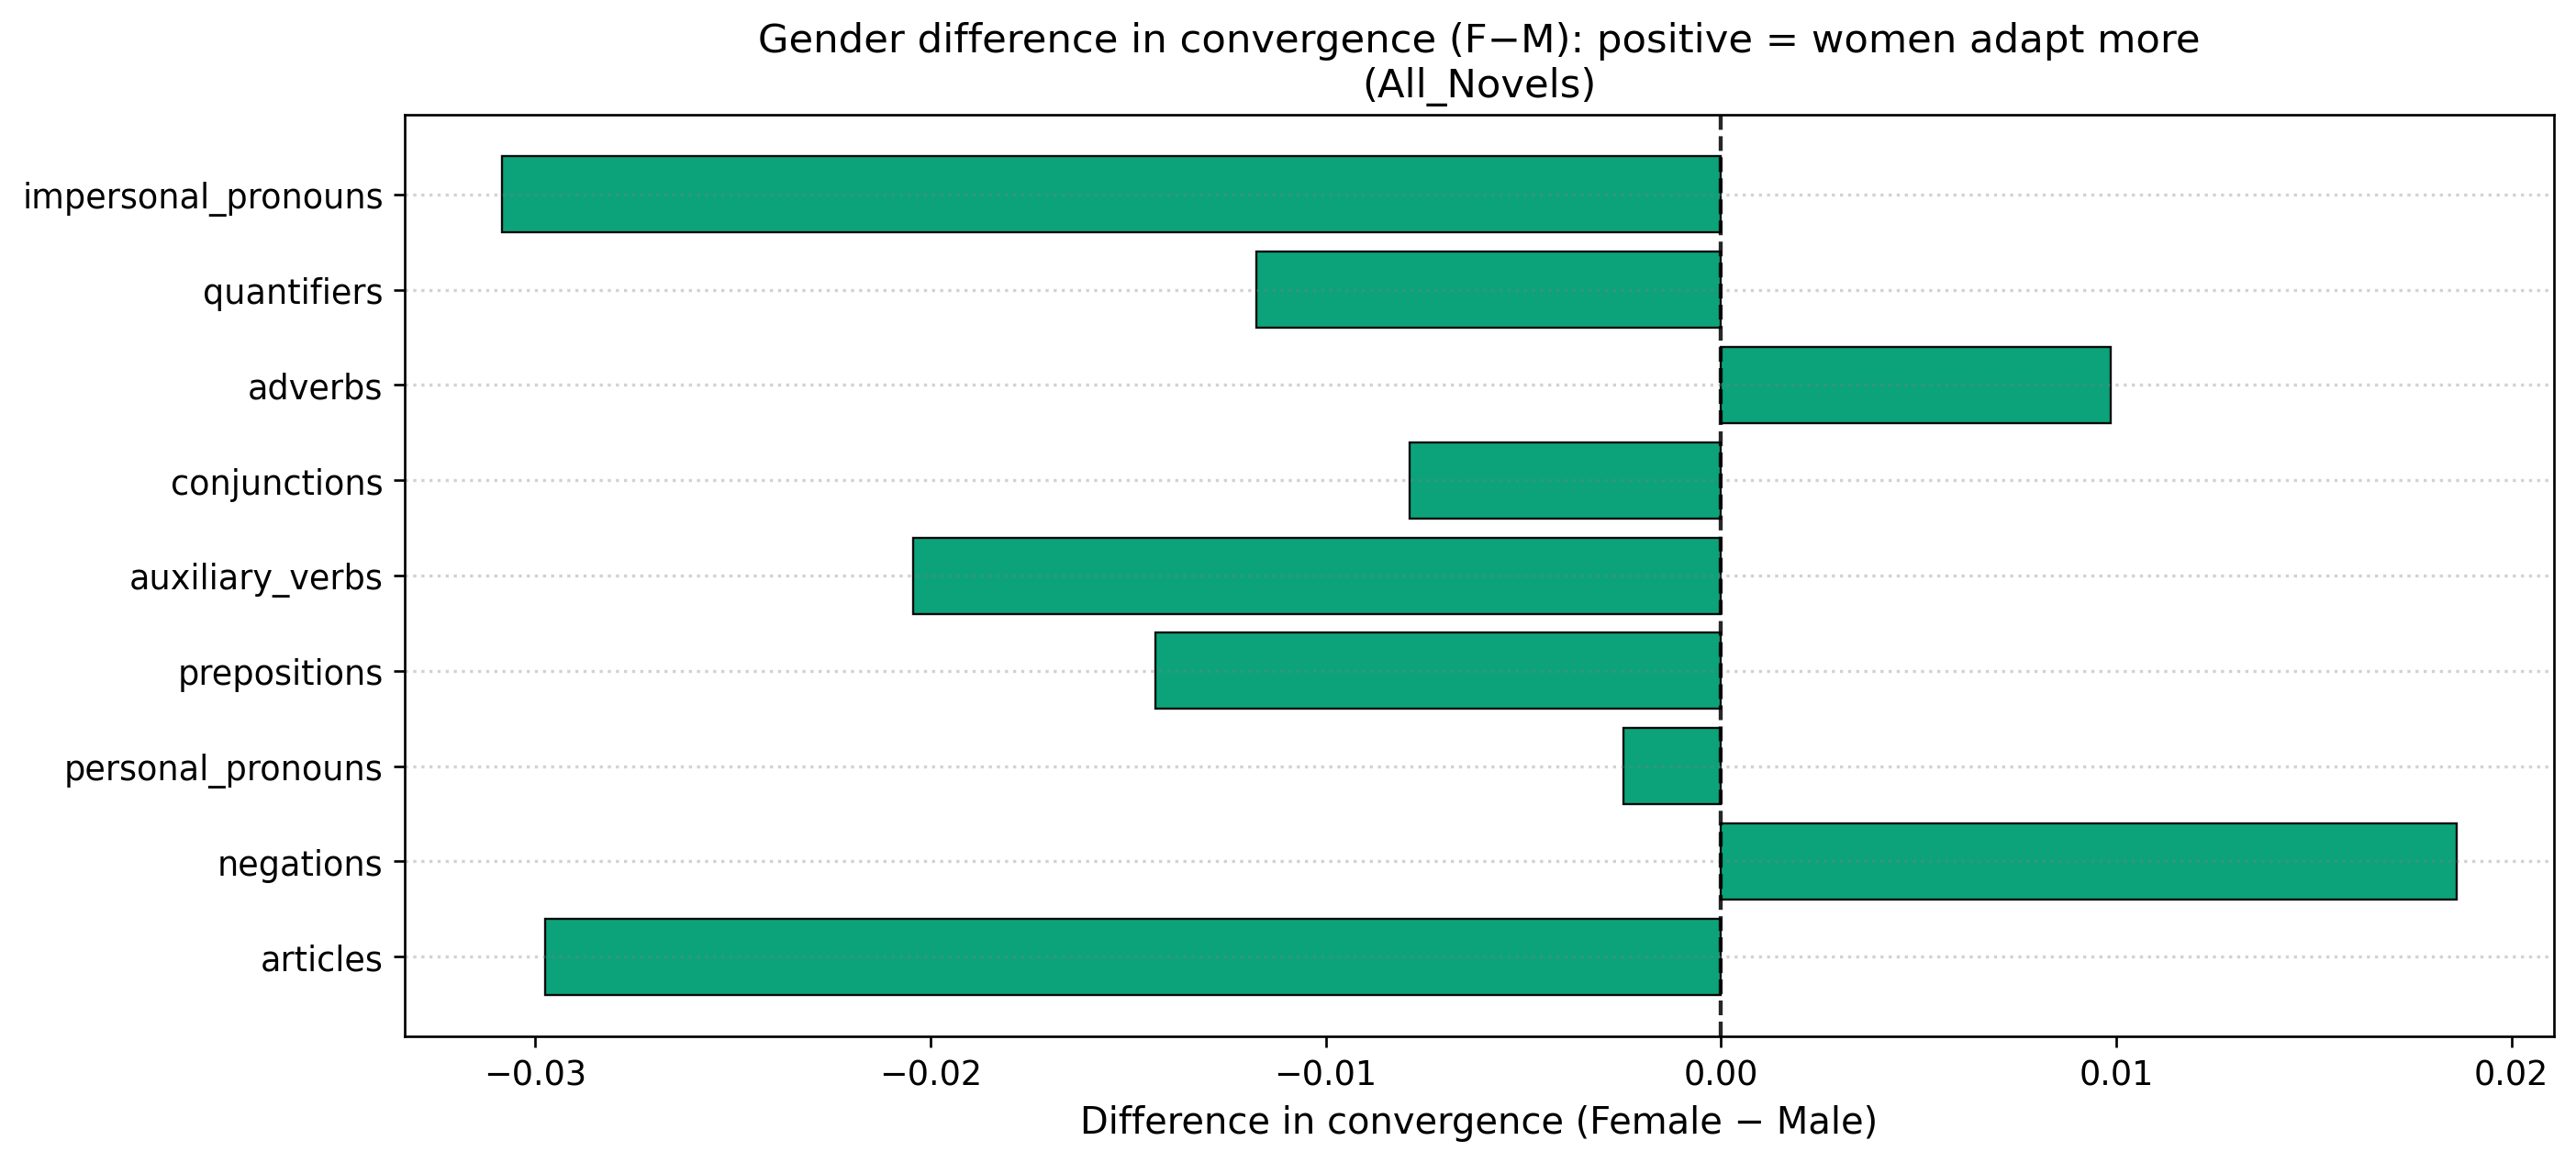 Gender difference in convergence (F−M): positive = women adapt more
(All_Novels)
impersonal_pronouns
quantifiers
adverbs
conjunctions
auxiliary_verbs
prepositions
personal_pronouns
negations
articles
−0.03 −0.02 −0.01 0.00 0.01 0.02
Difference in convergence (Female − Male)